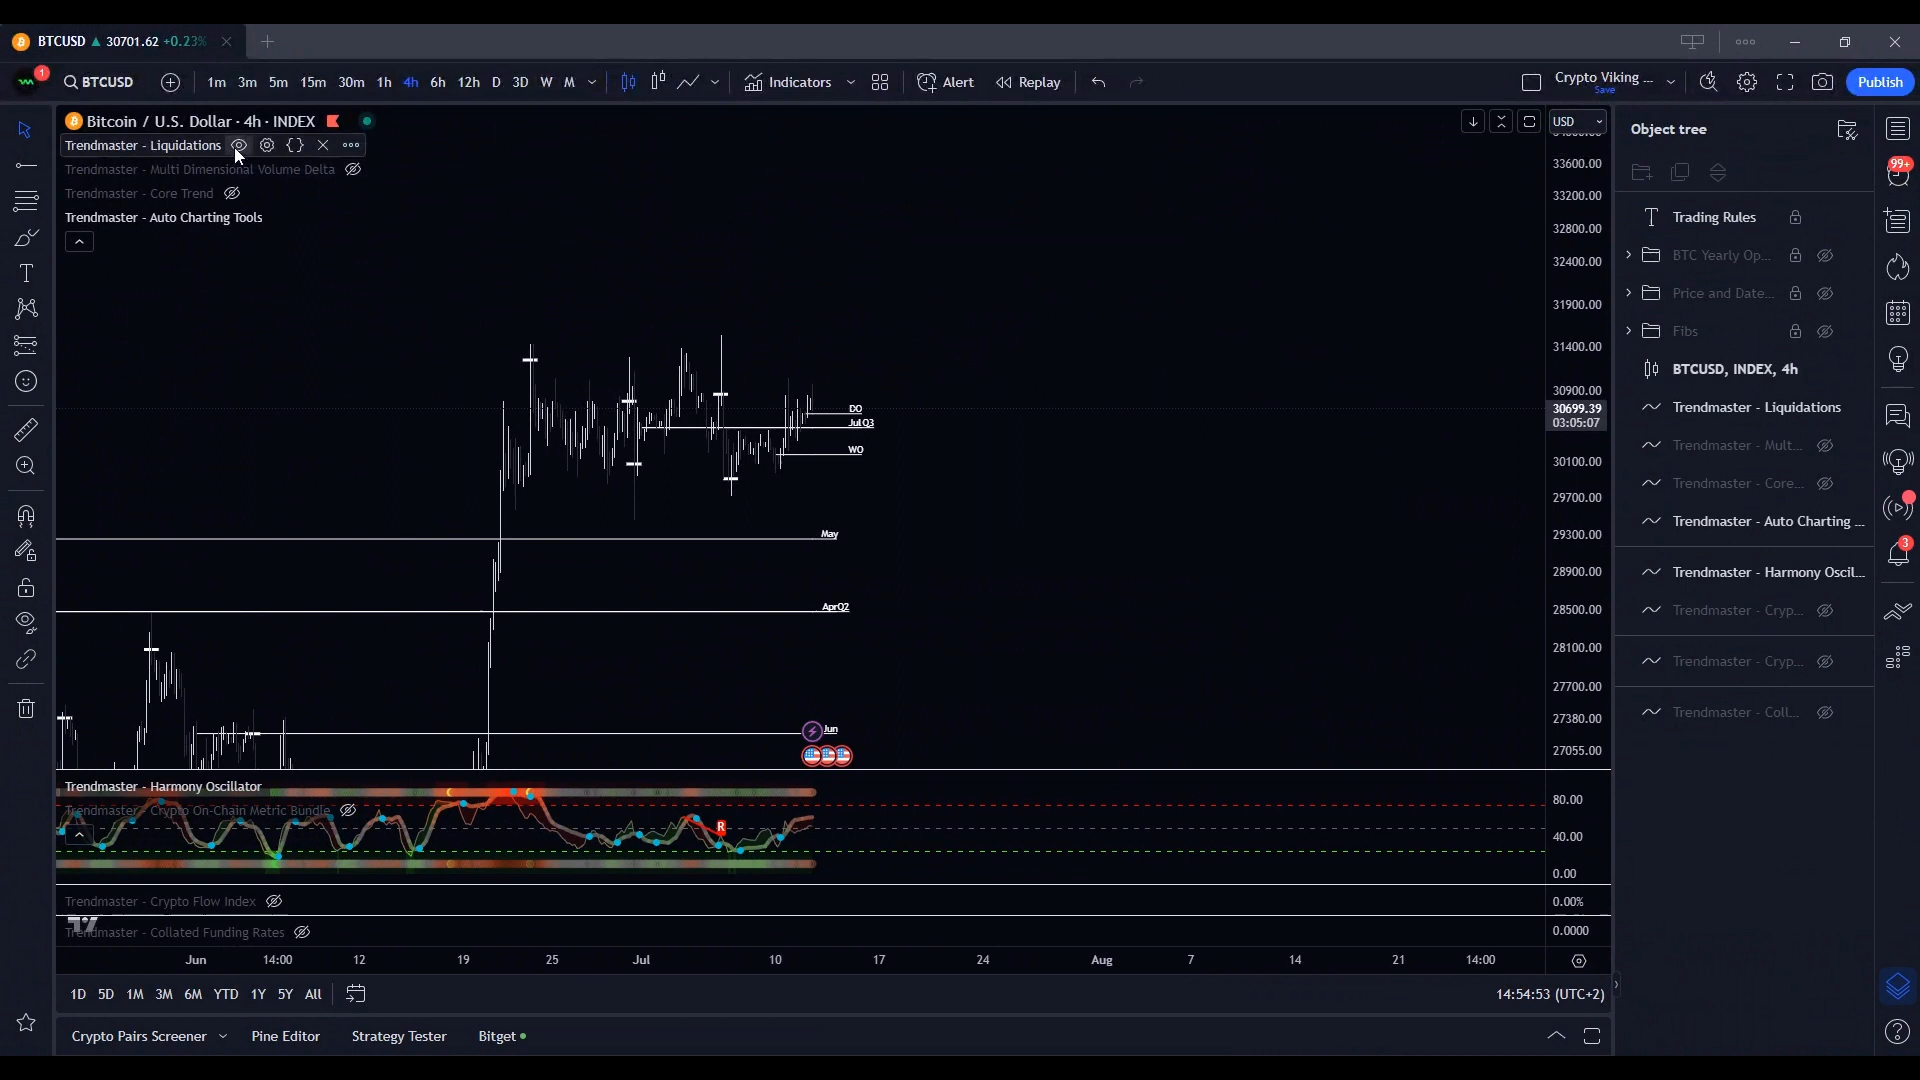 BTCUSD ▲ 30701.62 +0.23%
1
BTCUSD 1m 3m 5m 15m 30m 1h 4h 6h 12h D 3D W M Indicators Alert Replay Crypto Viking ... Save Publish
Bitcoin / U.S. Dollar · 4h · INDEX
USD
Object tree
Trendmaster - Liquidations
Trendmaster - Multi Dimensional Volume Delta
Trendmaster - Core Trend
Trendmaster - Auto Charting Tools
33600.00
33200.00
32800.00
32400.00
31900.00
31400.00
30900.00
30699.39
03:05:07
30100.00
29700.00
29300.00
28900.00
28500.00
28100.00
27700.00
27380.00
27055.00
DO
Jul Q3
WO
May
AprQ2
Jun
Trading Rules
BTC Yearly Op...
Price and Date...
Fibs
BTCUSD, INDEX, 4h
Trendmaster - Liquidations
Trendmaster - Mult...
Trendmaster - Core...
Trendmaster - Auto Charting ...
Trendmaster - Harmony Oscil...
Trendmaster - Cryp...
Trendmaster - Cryp...
Trendmaster - Coll...
99+
3
Trendmaster - Harmony Oscillator
Trendmaster - Crypto On-Chain Metric Bundle
R
80.00
40.00
0.00
Trendmaster - Crypto Flow Index
0.00%
Trendmaster - Collated Funding Rates
0.0000
Jun 14:00 12 19 25 Jul 10 17 24 Aug 7 14 21 14:00
1D 5D 1M 3M 6M YTD 1Y 5Y All
14:54:53 (UTC+2)
Crypto Pairs Screener Pine Editor Strategy Tester Bitget